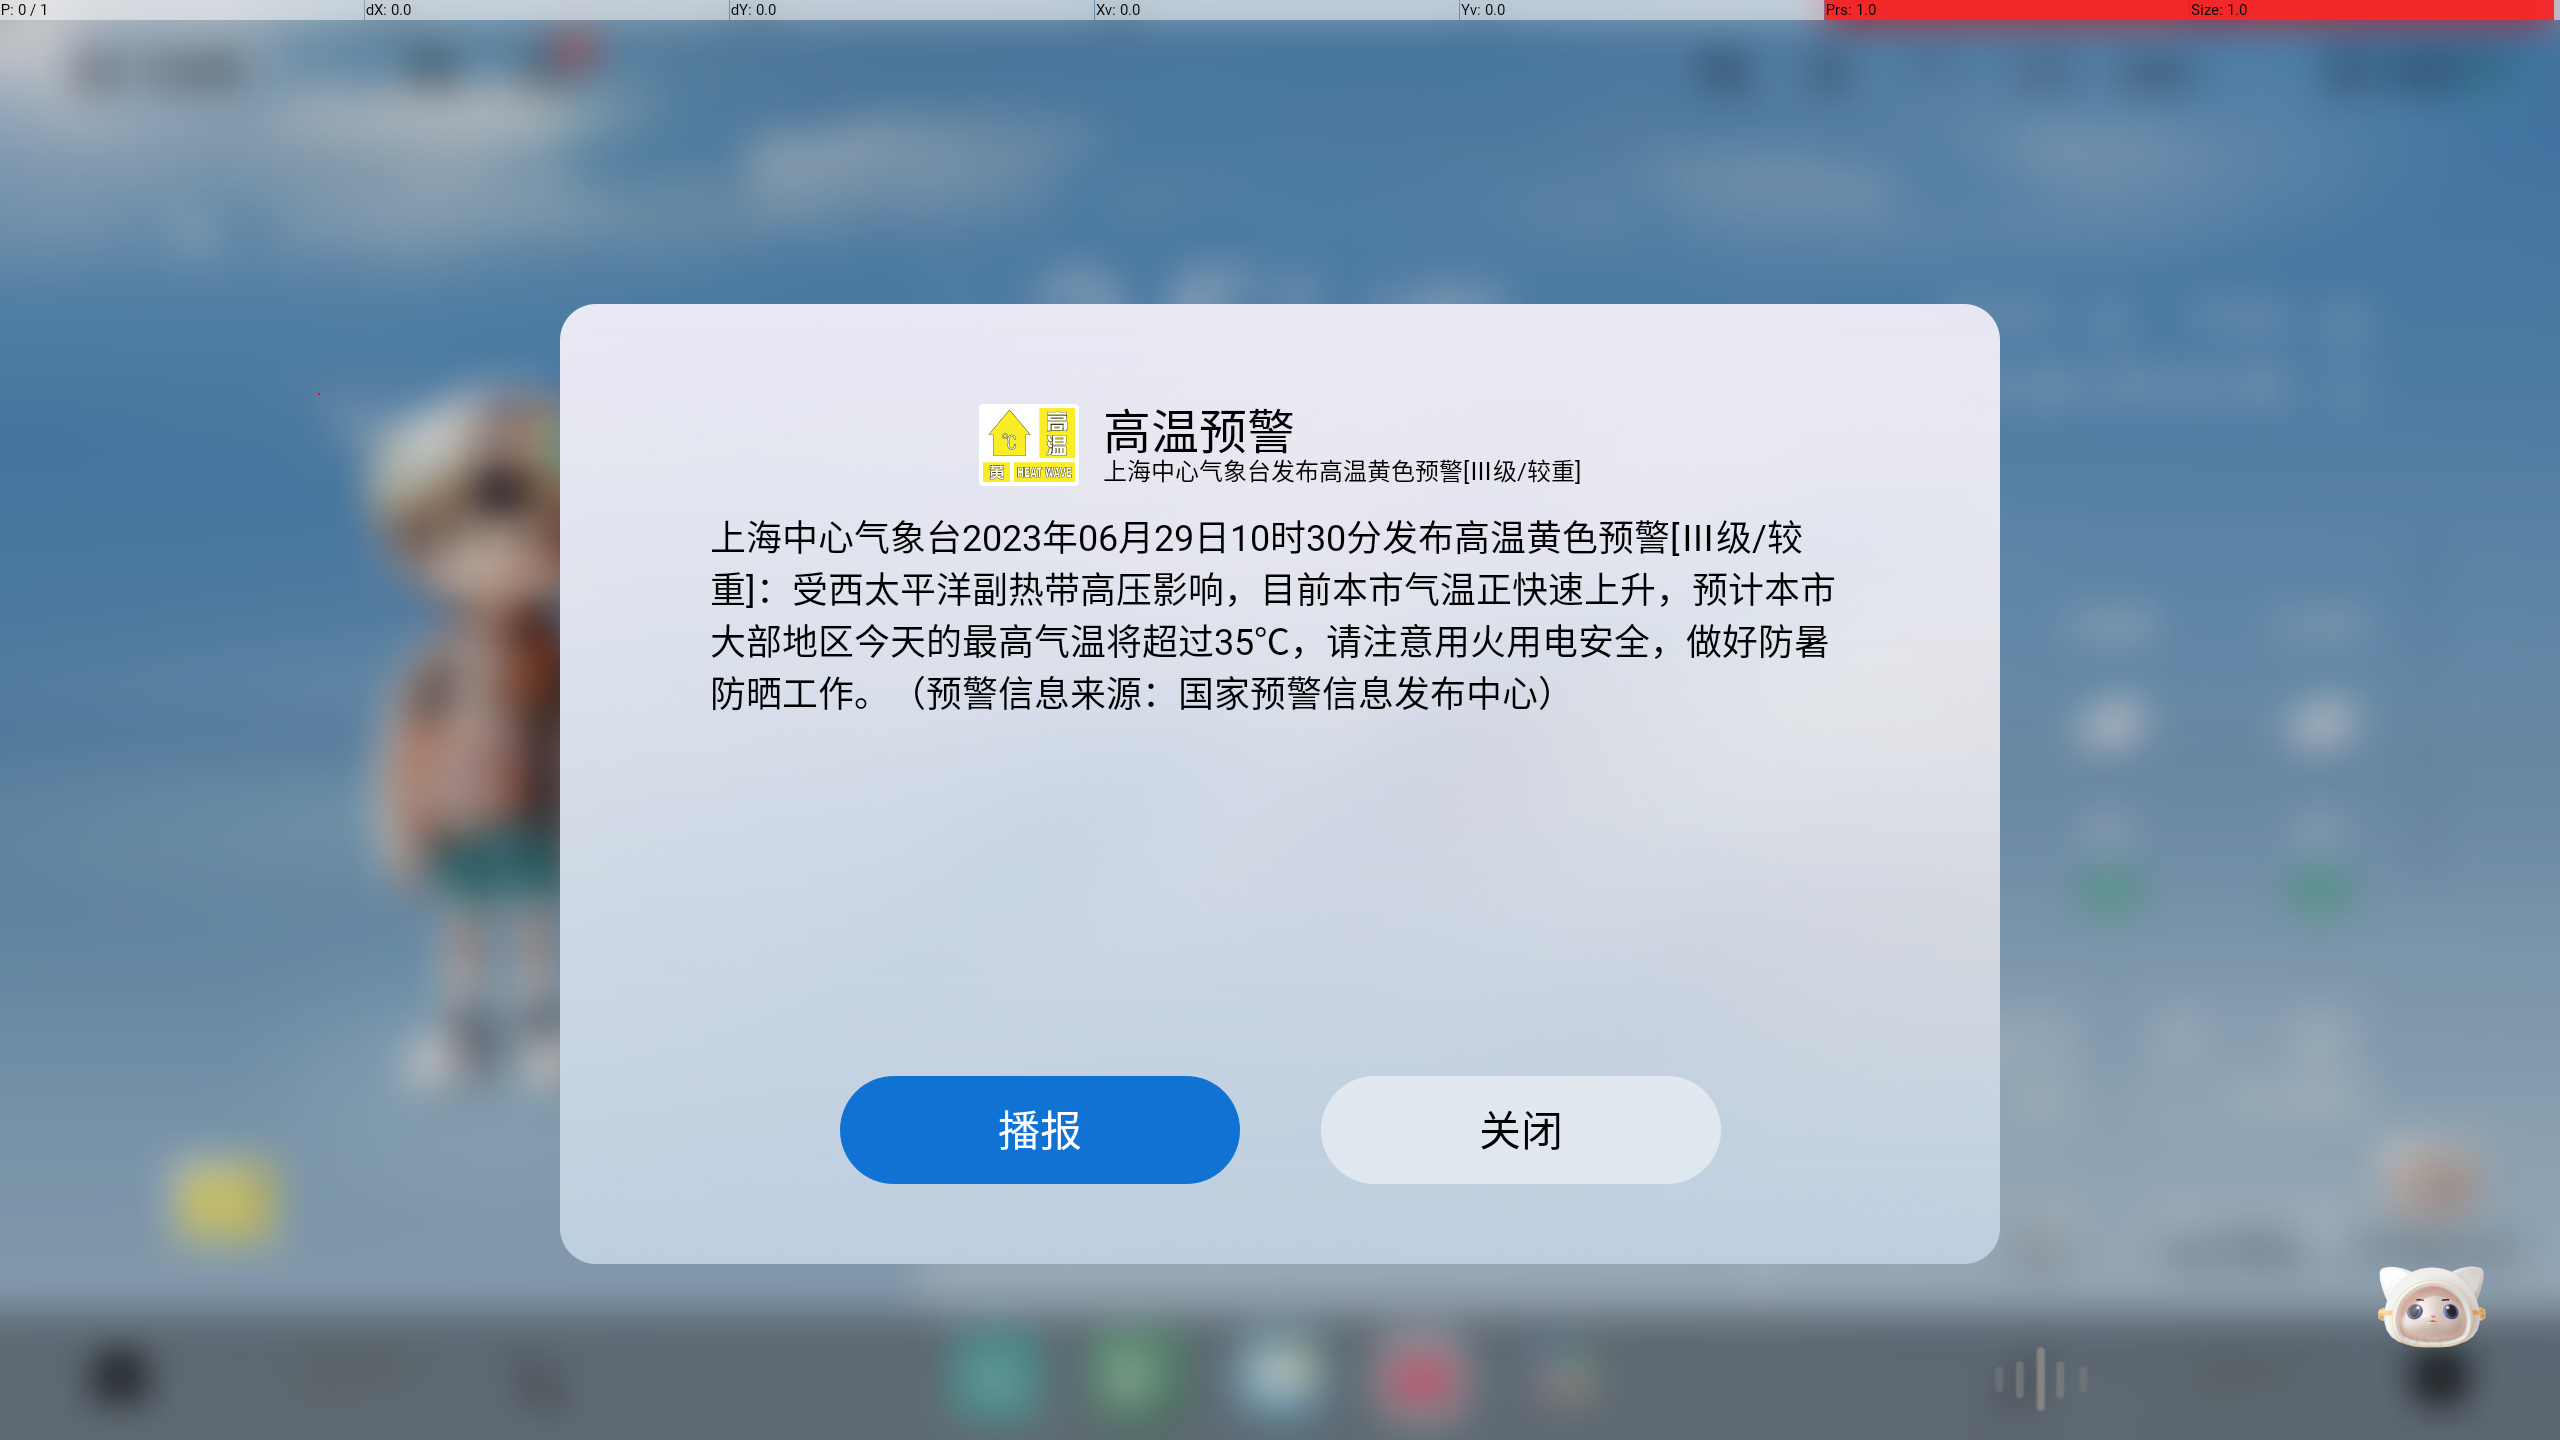 P: 0 / 1 dX: 0.0 dY: 0.0 Xv: 0.0 Yv: 0.0 Prs: 1.0 Size: 1.0
高温
℃
黄 HEAT WAVE
高温预警
上海中心气象台发布高温黄色预警[III级/较重]
上海中心气象台2023年06月29日10时30分发布高温黄色预警[III级/较
重]：受西太平洋副热带高压影响，目前本市气温正快速上升，预计本市
大部地区今天的最高气温将超过35℃，请注意用火用电安全，做好防暑
防晒工作。（预警信息来源：国家预警信息发布中心）
播报 关闭